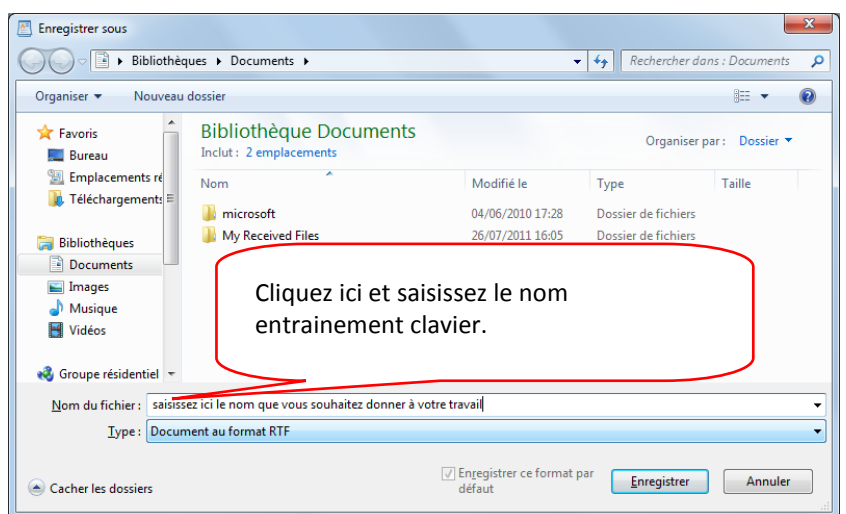 Enregistrer sous
Bibliothèques Documents
Rechercher dans : Documents
Organiser Nouveau dossier
Favoris
Bureau
Emplacements ré
Téléchargements
Bibliothèques
Documents
Images
Musique
Vidéos
Groupe résidentiel
Bibliothèque Documents
Inclut : 2 emplacements
Organiser par : Dossier
Nom Modifié le Type Taille
microsoft 04/06/2010 17:28 Dossier de fichiers
My Received Files 26/07/2011 16:05 Dossier de fichiers
Cliquez ici et saisissez le nom
entrainement clavier.
Nom du fichier : saisissez ici le nom que vous souhaitez donner à votre travail
Type : Document au format RTF
Cacher les dossiers
Enregistrer ce format par
défaut
Enregistrer
Annuler